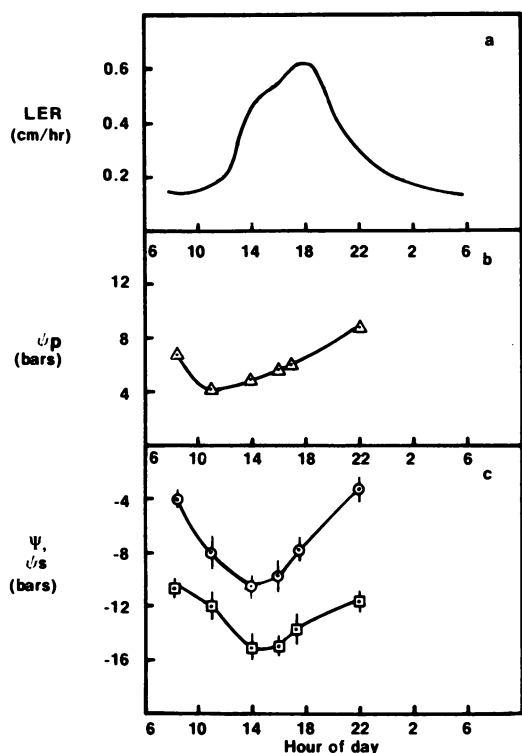 a
0.6
LER
(cm/hr)
0.4
0.2
6 10 14 18 22 2 6
b
12
ψp
(bars)
8
4
6 10 14 18 22 2 6
c
-4
Ψ,
ψs
(bars)
-8
-12
-16
6 10 14 18 22 2 6
Hour of day